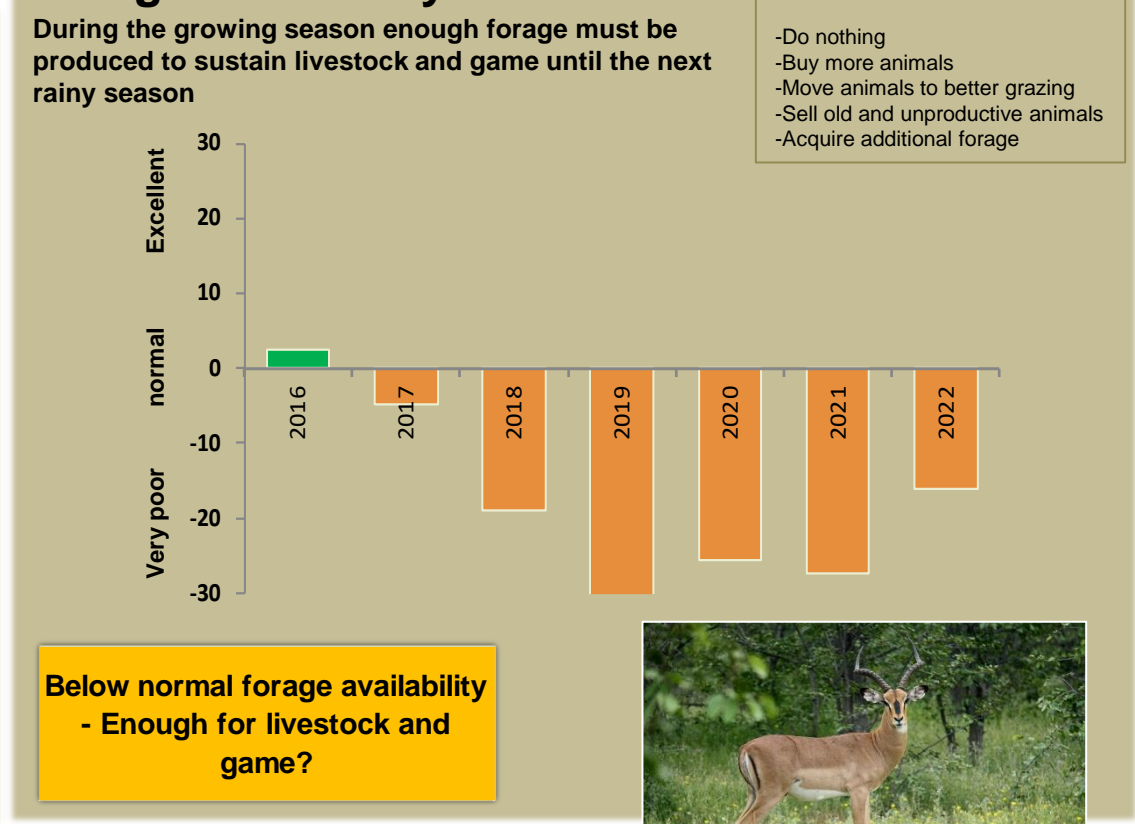 During the growing season enough forage must be
produced to sustain livestock and game until the next
rainy season
-Do nothing
-Buy more animals
-Move animals to better grazing
-Sell old and unproductive animals
-Acquire additional forage
Excellent
normal
Very poor
30
20
10
0
-10
-20
-30
2016
2017
2018
2019
2020
2021
2022
Below normal forage availability
- Enough for livestock and
game?